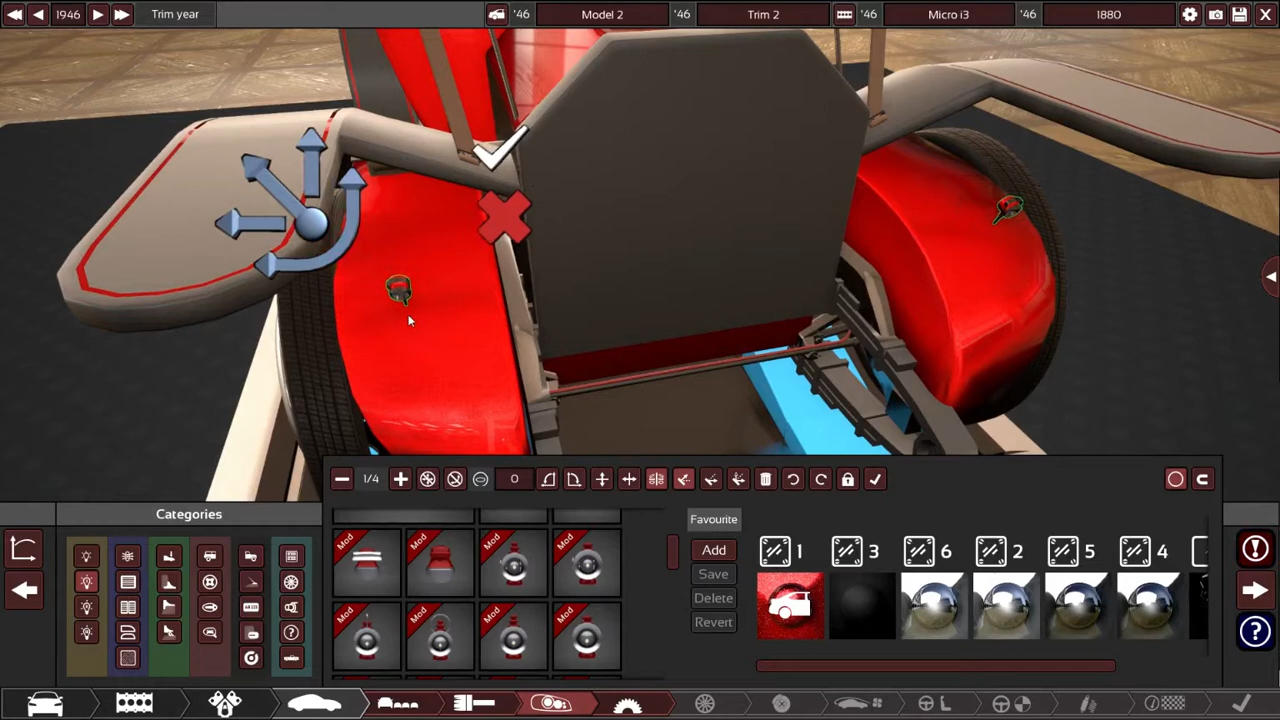 1946 Trim year '46 Model 2 '46 Trim 2 '46 Micro i3 '46 1880
1/4 0
Categories
Favourite
Add
Save
Delete
Revert
1 3 6 2 5 4
Mod Mod Mod Mod
Mod Mod Mod Mod